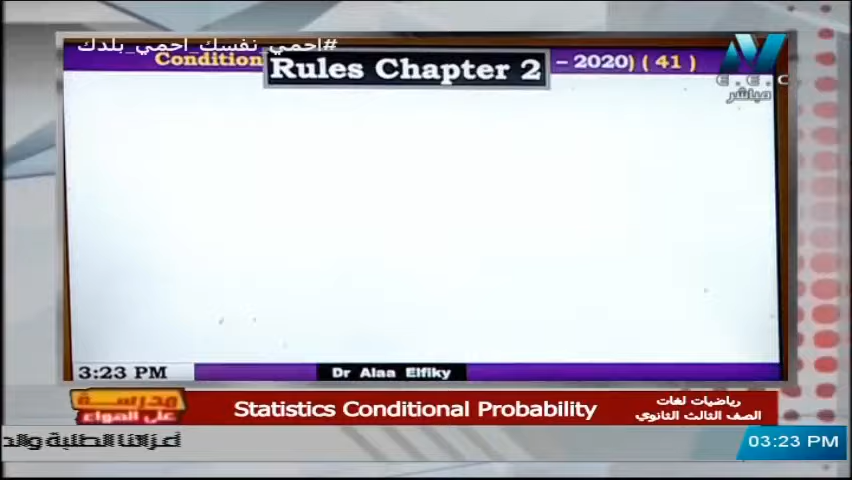 #احمي_نفسك_احمي_بلدك
Condition
Rules Chapter 2
– 2020) ( 41 )
E.E.C
مباشر
3:23 PM
Dr Alaa Elfiky
مدرسة
على الهواء
Statistics Conditional Probability
رياضيات لغات
الصف الثالث الثانوي
أعزائنا الطلبة والد
03:23 PM